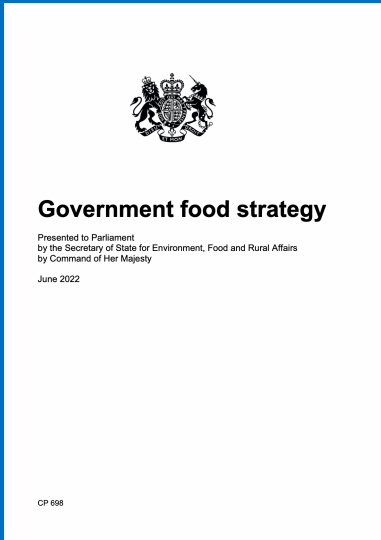 Government food strategy
Presented to Parliament
by the Secretary of State for Environment, Food and Rural Affairs
by Command of Her Majesty
June 2022
CP 698